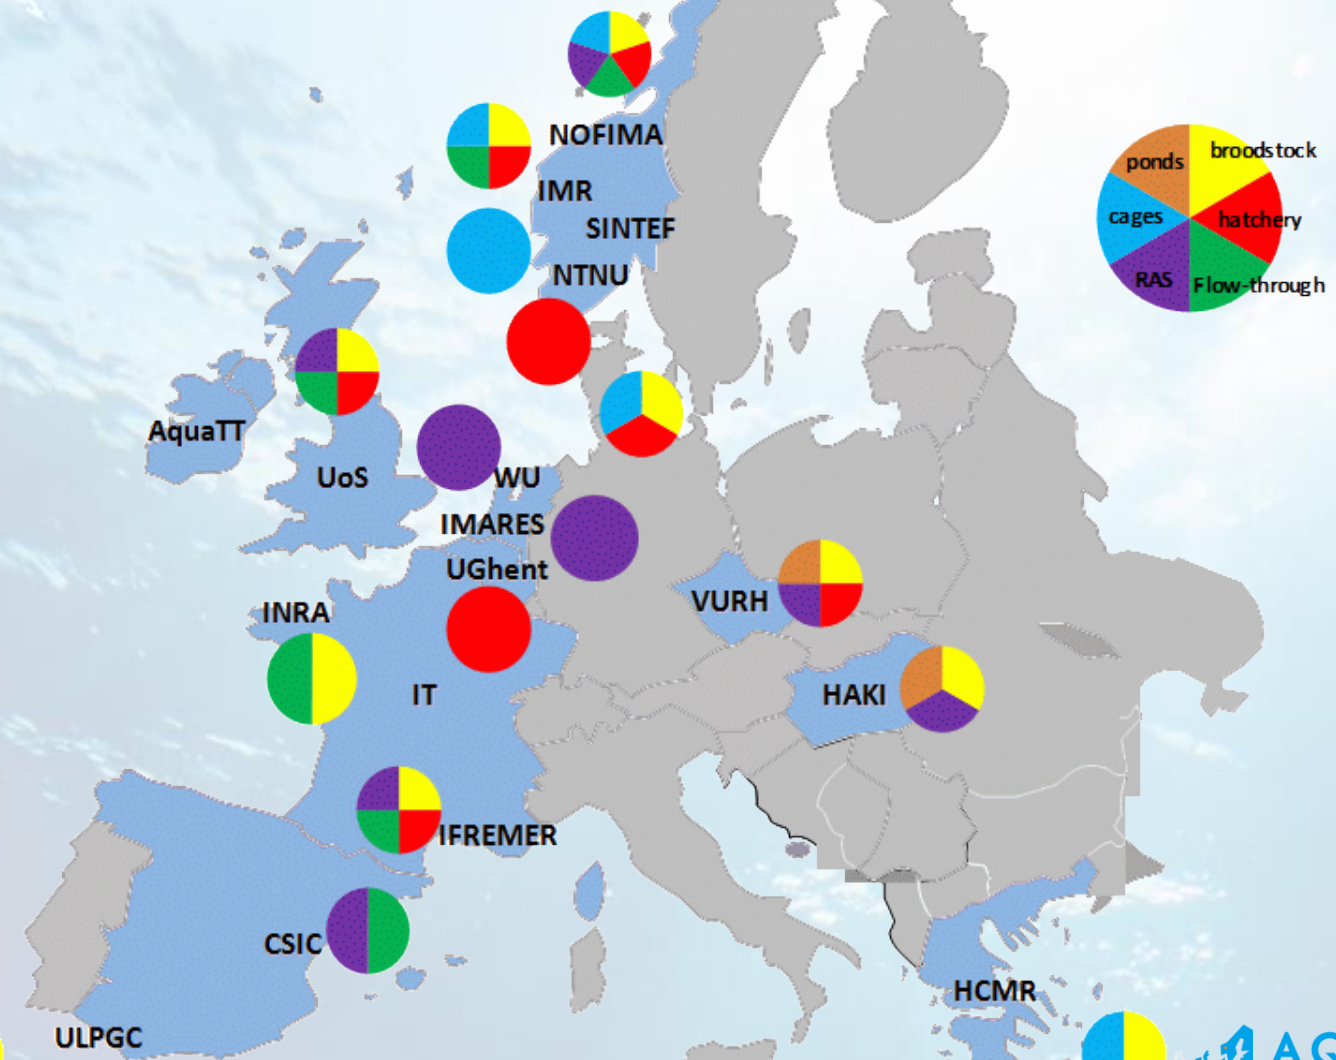 NOFIMA
broodstock
ponds
IMR
cages
hatchery
SINTEF
NTNU
RAS
Flow-through
AquaTT
UoS
WU
IMARES
UGhent
VURH
INRA
IT
HAKI
IFREMER
CSIC
HCMR
ULPGC
AQ